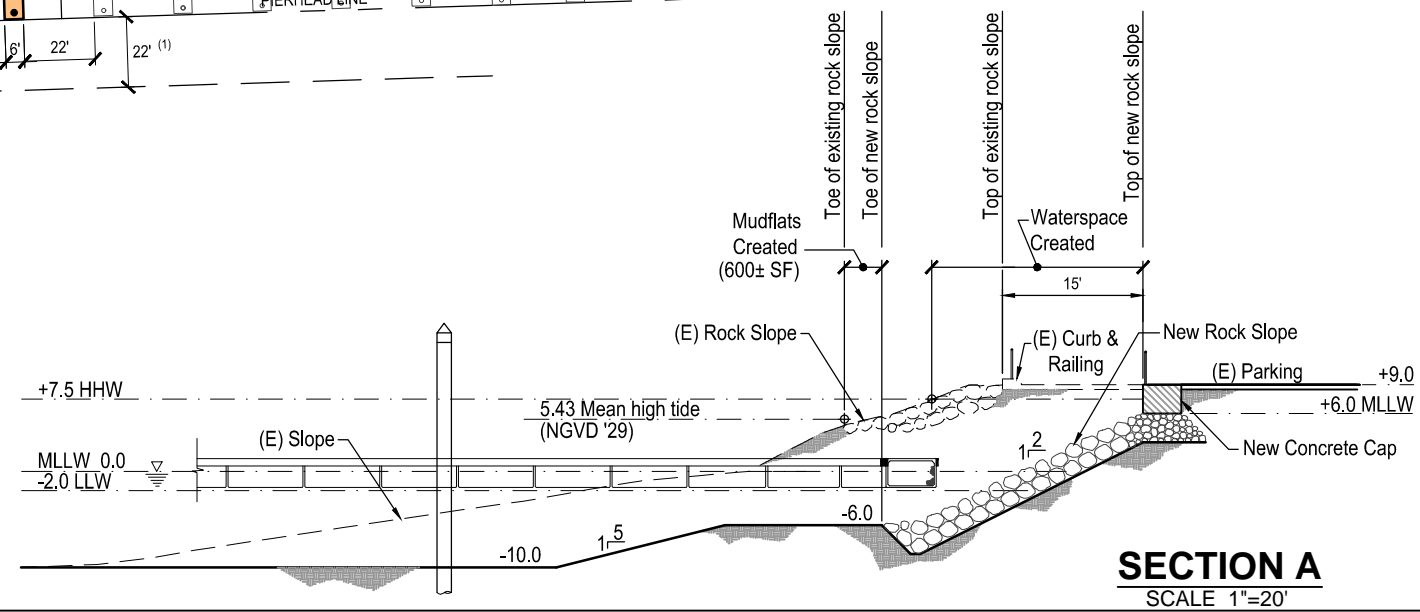 PIERHEAD LINE
6'
22'
22' (1)
Toe of existing rock slope
Toe of new rock slope
Top of existing rock slope
Top of new rock slope
Mudflats
Created
(600± SF)
Waterspace
Created
15'
(E) Rock Slope
(E) Curb &
Railing
New Rock Slope
(E) Parking
+9.0
+7.5 HHW
5.43 Mean high tide
(NGVD '29)
+6.0 MLLW
(E) Slope
New Concrete Cap
MLLW 0.0
-2.0 LLW
2
1
-6.0
5
1
-10.0
SECTION A
SCALE 1"=20'